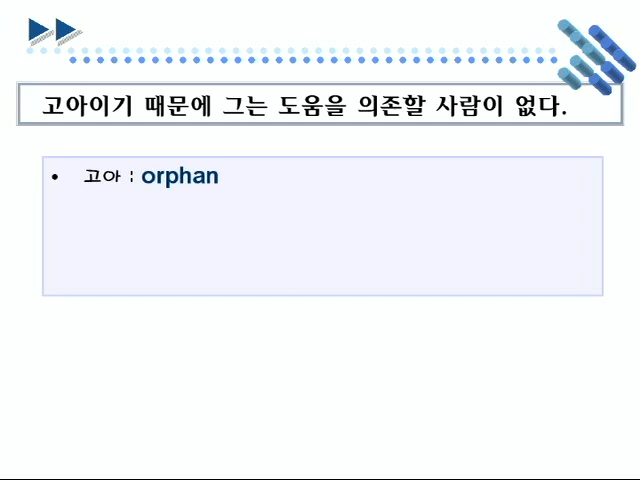 고아이기 때문에 그는 도움을 의존할 사람이 없다.
• 고아 : orphan